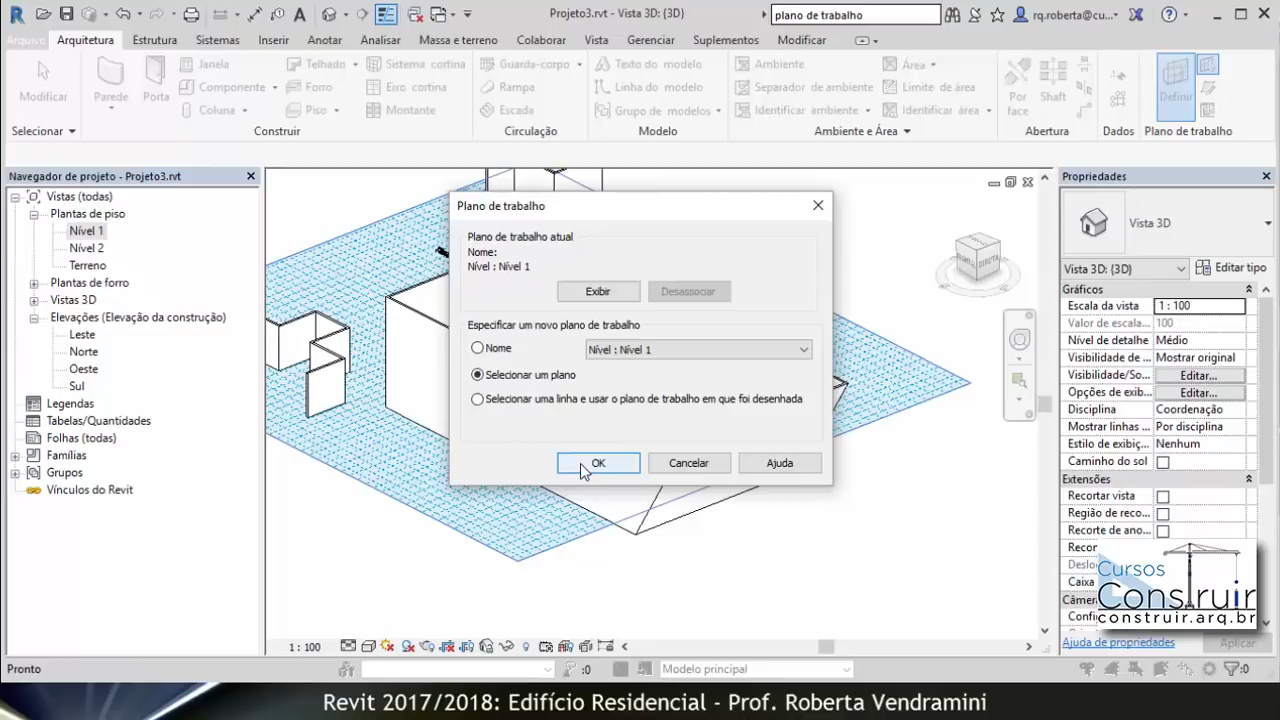 Projeto3.rvt - Vista 3D: {3D}
plano de trabalho
rq.roberta@cu...
Arquivo Arquitetura Estrutura Sistemas Inserir Anotar Analisar Massa e terreno Colaborar Vista Gerenciar Suplementos Modificar
Modificar
Selecionar
Parede
Porta
Janela
Componente
Coluna
Telhado
Forro
Piso
Sistema cortina
Eixo cortina
Montante
Construir
Guarda-corpo
Rampa
Escada
Circulação
Texto do modelo
Linha do modelo
Grupo de modelos
Modelo
Ambiente
Separador de ambiente
Identificar ambiente
Área
Limite de área
Identificar área
Ambiente e Área
Por
face
Shaft
Abertura
Dados
Definir
Plano de trabalho
Navegador de projeto - Projeto3.rvt
Vistas (todas)
Plantas de piso
Nível 1
Nível 2
Terreno
Plantas de forro
Vistas 3D
Elevações (Elevação da construção)
Leste
Norte
Oeste
Sul
Legendas
Tabelas/Quantidades
Folhas (todas)
Famílias
Grupos
Vínculos do Revit
Plano de trabalho
Plano de trabalho atual
Nome:
Nível : Nível 1
Exibir
Desassociar
Especificar um novo plano de trabalho
Nome
Nível : Nível 1
Selecionar um plano
Selecionar uma linha e usar o plano de trabalho em que foi desenhada
OK
Cancelar
Ajuda
DIREITA
Propriedades
Vista 3D
Vista 3D: {3D}
Editar tipo
Gráficos
Escala da vista 1 : 100
Valor de escala... 100
Nível de detalhe Médio
Visibilidade de ... Mostrar original
Visibilidade/So... Editar...
Opções de exib... Editar...
Disciplina Coordenação
Mostrar linhas ... Por disciplina
Estilo de exibiç... Nenhum
Caminho do sol
Extensões
Recortar vista
Região de reco...
Recorte de ano...
Recor
Deslo
Caixa
Câmer
Config
Ajuda de propriedades
Aplicar
Cursos
Construir
construir.arq.br
1 : 100
Pronto
:0
Modelo principal
:0
Revit 2017/2018: Edifício Residencial - Prof. Roberta Vendramini